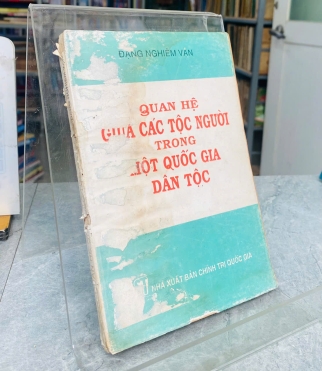 ĐẶNG NGHIÊM VẠN
QUAN HỆ
GIỮA CÁC TỘC NGƯỜI
TRONG
MỘT QUỐC GIA
DÂN TỘC
NHÀ XUẤT BẢN CHÍNH TRỊ QUỐC GIA